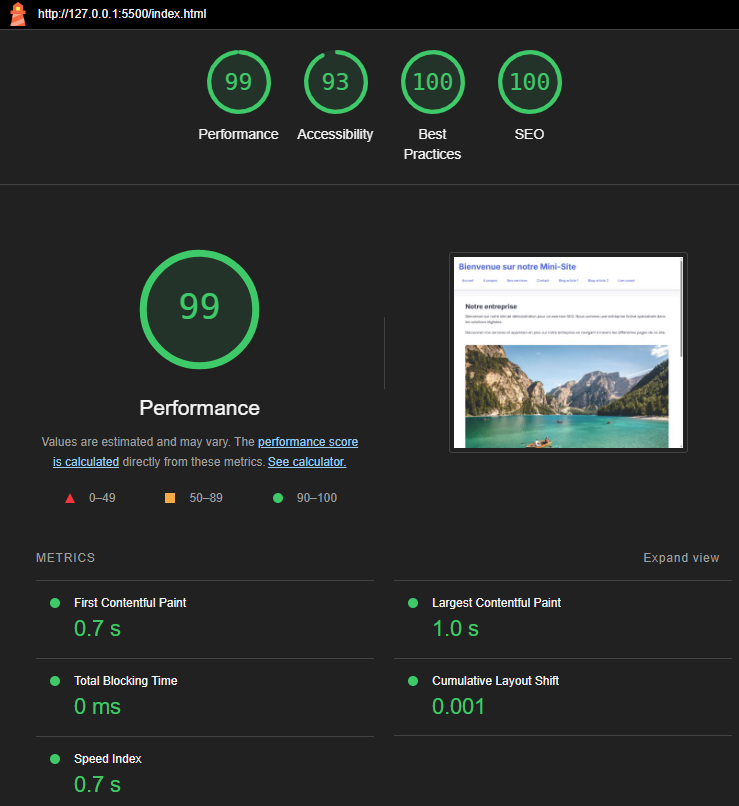 http://127.0.0.1:5500/index.html
99
93
100
100
Performance
Accessibility
Best
Practices
SEO
99
Performance
Values are estimated and may vary. The performance score
is calculated directly from these metrics. See calculator.
0–49
50–89
90–100
Bienvenue sur notre Mini-Site
Accueil
A propos
Nos services
Contact
Blog article 1
Blog article 2
Notre entreprise
METRICS
Expand view
First Contentful Paint
0.7 s
Largest Contentful Paint
1.0 s
Total Blocking Time
0 ms
Cumulative Layout Shift
0.001
Speed Index
0.7 s